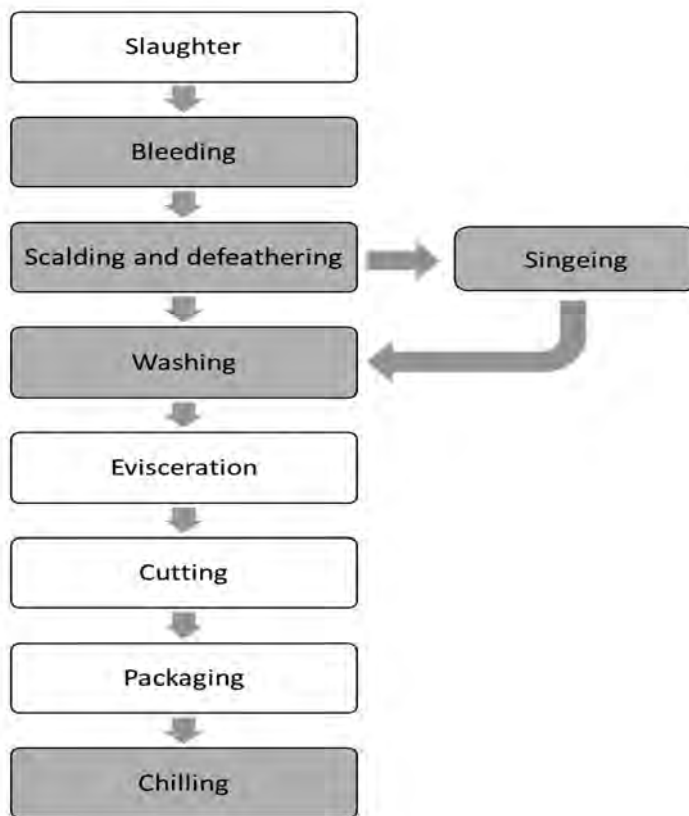 Slaughter
Bleeding
Scalding and defeathering
Singeing
Washing
Evisceration
Cutting
Packaging
Chilling